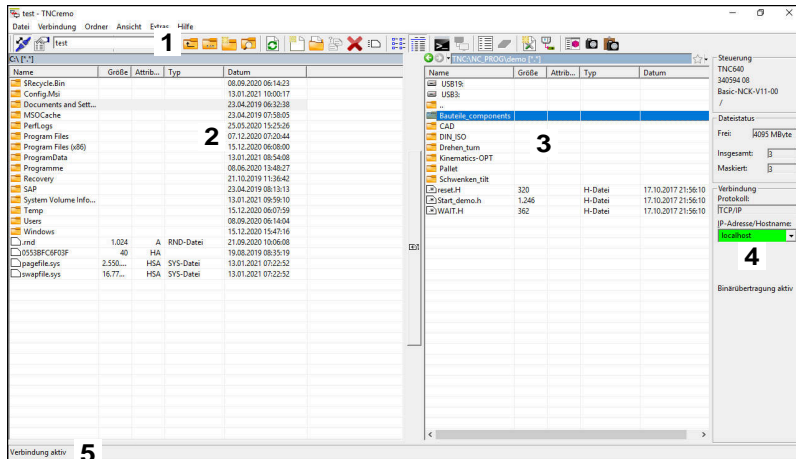 test - TNCremo
Datei Verbindung Ordner Ansicht Extras Hilfe
test
1
C:\ [*.*]
Name Größe Attrib... Typ Datum
$Recycle.Bin 08.09.2020 06:14:23
Config.Msi 13.01.2021 10:00:17
Documents and Sett... 23.04.2019 06:32:38
MSOCache 23.04.2019 07:58:05
PerfLogs 25.05.2020 15:25:26
Program Files 07.12.2020 07:20:44
Program Files (x86) 15.12.2020 06:08:00
ProgramData 13.01.2021 08:54:08
Programme 08.06.2020 13:48:27
Recovery 21.10.2019 11:36:42
SAP 23.04.2019 08:13:13
System Volume Info... 13.01.2021 09:59:10
Temp 15.12.2020 06:07:59
Users 08.09.2020 06:14:04
Windows 15.12.2020 15:47:16
.rnd 1.024 A RND-Datei 21.09.2020 10:06:08
0553BFC6F03F 40 HA 19.08.2019 08:35:19
pagefile.sys 2.550.... HSA SYS-Datei 13.01.2021 07:22:52
swapfile.sys 16.77... HSA SYS-Datei 13.01.2021 07:22:52
2
TNC:\NC_PROG\demo [*.*]
Name Größe Attrib... Typ Datum
USB19:
USB3:
..
Bauteile_components
CAD
DIN_ISO
Drehen_turn
Kinematics-OPT
Pallet
Schwenken_tilt
reset.H 320 H-Datei 17.10.2017 21:56:10
Start_demo.h 1.246 H-Datei 17.10.2017 21:56:10
WAIT.H 362 H-Datei 17.10.2017 21:56:10
3
Steuerung
TNC640
340594 08
Basic-NCK-V11-00
/
Dateistatus
Frei: 4095 MByte
Insgesamt: 3
Maskiert: 3
Verbindung
Protokoll:
TCP/IP
IP-Adresse/Hostname:
localhost
4
Binärübertragung aktiv
Verbindung aktiv
5